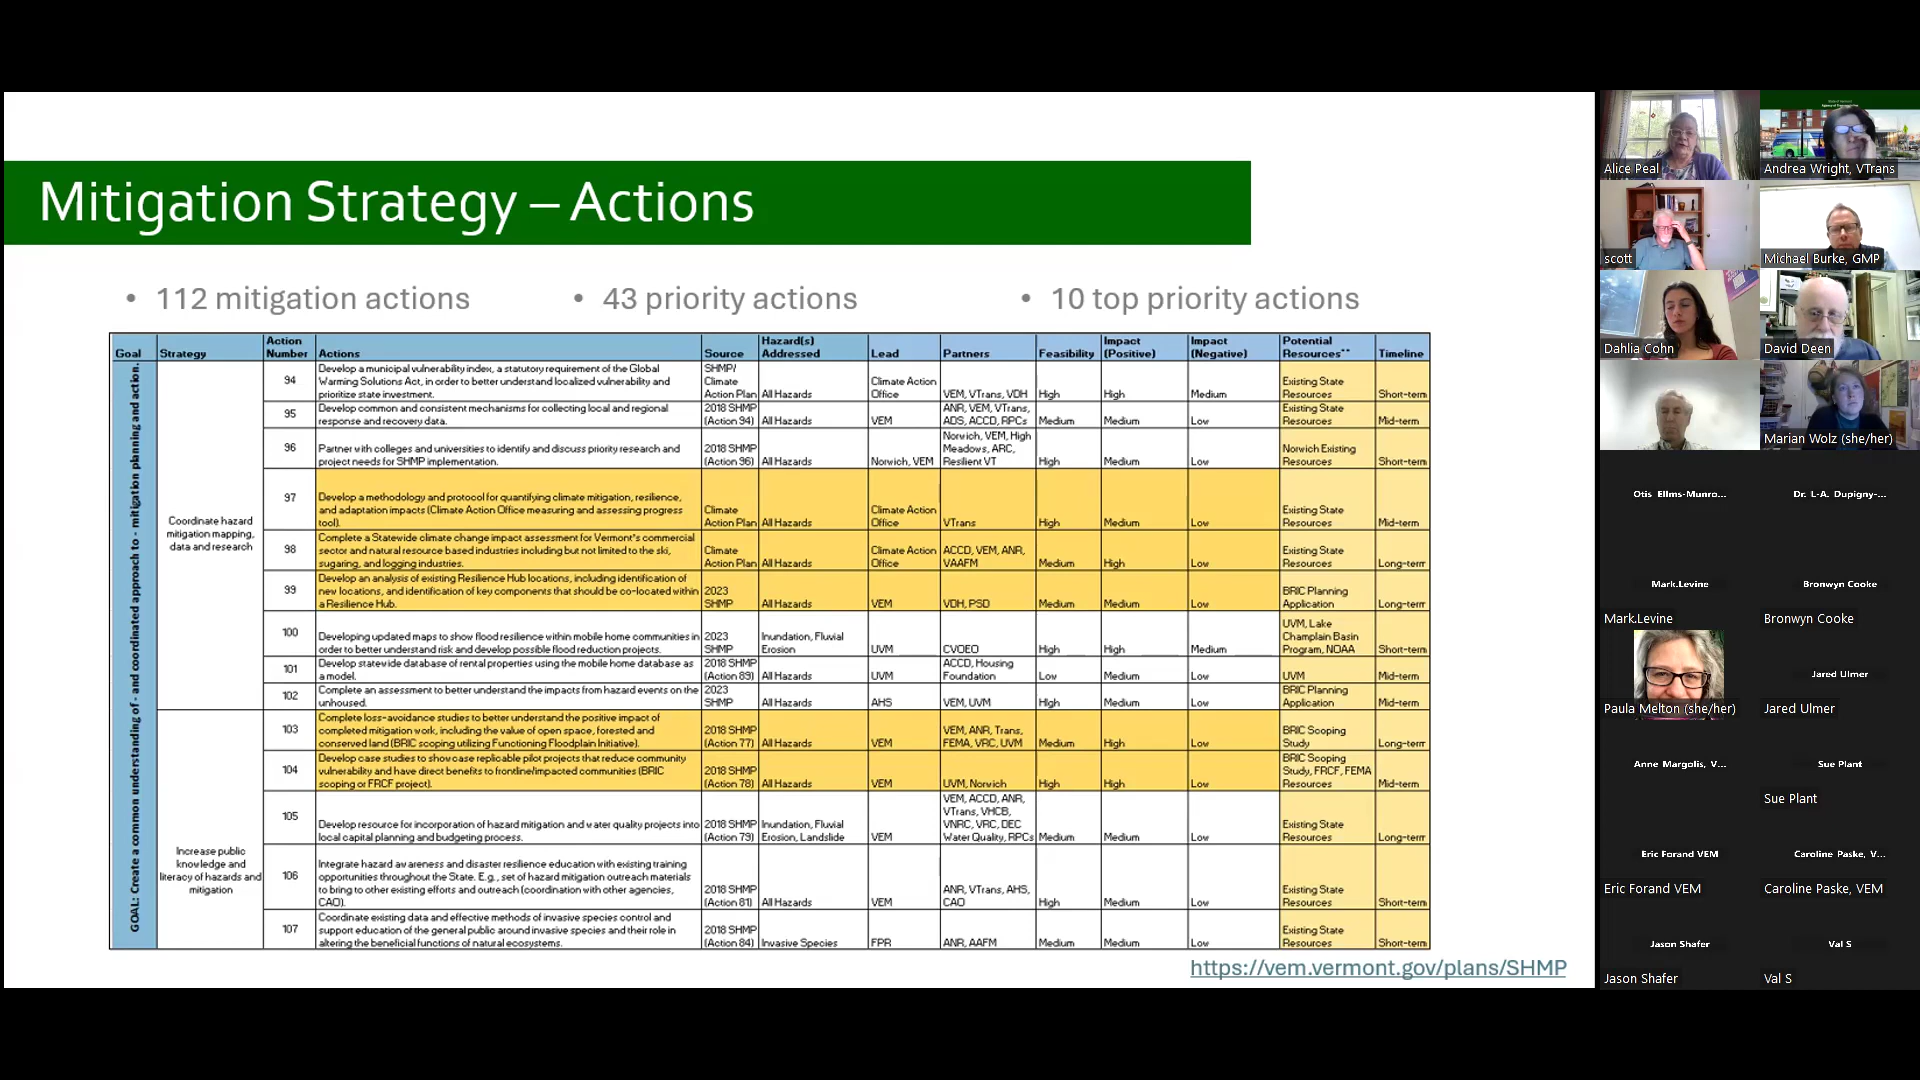 Mitigation Strategy – Actions
• 112 mitigation actions
• 43 priority actions
• 10 top priority actions
Goal
Strategy
Action Number
Actions
Source
Hazard(s) Addressed
Lead
Partners
Feasibility
Impact (Positive)
Impact (Negative)
Potential Resources**
Timeline
GOAL: Create a common understanding of - and coordinated approach to - mitigation planning and action.
Coordinate hazard
mitigation mapping,
data and research
94
Develop a municipal vulnerability index, a statutory requirement of the Global
Warming Solutions Act, in order to better understand localized vulnerability and
prioritize state investment.
SHMP/
Climate
Action Plan
All Hazards
Climate Action
Office
VEM, VTrans, VDH
High
High
Medium
Existing State
Resources
Short-term
95
Develop common and consistent mechanisms for collecting local and regional
response and recovery data.
2018 SHMP
(Action 94)
All Hazards
VEM
ANR, VEM, VTrans,
ADS, ACCD, RPCs
Medium
Medium
Low
Existing State
Resources
Mid-term
96
Partner with colleges and universities to identify and discuss priority research and
project needs for SHMP implementation.
2018 SHMP
(Action 96)
All Hazards
Norwich, VEM
Norwich, VEM, High
Meadows, ARC,
Resilient VT
High
Medium
Low
Norwich Existing
Resources
Short-term
97
Develop a methodology and protocol for quantifying climate mitigation, resilience,
and adaptation impacts (Climate Action Office measuring and assessing progress
tool).
Climate
Action Plan
All Hazards
Climate Action
Office
VTrans
High
Medium
Low
Existing State
Resources
Mid-term
98
Complete a Statewide climate change impact assessment for Vermont's commercial
sector and natural resource based industries including but not limited to the ski,
sugaring, and logging industries.
Climate
Action Plan
All Hazards
Climate Action
Office
ACCD, VEM, ANR,
VAAFM
Medium
High
Low
Existing State
Resources
Long-term
99
Develop an analysis of existing Resilience Hub locations, including identification of
new locations, and identification of key components that should be co-located within
a Resilience Hub.
2023
SHMP
All Hazards
VEM
VDH, PSD
Medium
Medium
Low
BRIC Planning
Application
Long-term
100
Developing updated maps to show flood resilience within mobile home communities in
order to better understand risk and develop possible flood reduction projects.
2023
SHMP
Inundation, Fluvial
Erosion
UVM
CVOEO
High
High
Medium
UVM, Lake
Champlain Basin
Program, NOAA
Short-term
101
Develop statewide database of rental properties using the mobile home database as
a model.
2018 SHMP
(Action 89)
All Hazards
UVM
ACCD, Housing
Foundation
Low
Medium
Low
UVM
Mid-term
102
Complete an assessment to better understand the impacts from hazard events on the
unhoused.
2023
SHMP
All Hazards
AHS
VEM, UVM
High
Medium
Low
BRIC Planning
Application
Mid-term
Increase public
knowledge and
literacy of hazards and
mitigation
103
Complete loss-avoidance studies to better understand the positive impact of
completed mitigation work, including the value of open space, forested and
conserved land (BRIC scoping utilizing Functioning Floodplain Initiative).
2018 SHMP
(Action 77)
All Hazards
VEM
VEM, ANR, Trans,
FEMA, VRC, UVM
Medium
High
Low
BRIC Scoping
Study
Long-term
104
Develop case studies to showcase replicable pilot projects that reduce community
vulnerability and have direct benefits to frontline/impacted communities (BRIC
scoping or FRCF project).
2018 SHMP
(Action 78)
All Hazards
VEM
UVM, Norwich
High
High
Low
BRIC Scoping
Study, FRCF, FEMA
Resources
Mid-term
105
Develop resource for incorporation of hazard mitigation and water quality projects into
local capital planning and budgeting process.
2018 SHMP
(Action 79)
Inundation, Fluvial
Erosion, Landslide
VEM
VEM, ACCD, ANR,
VTrans, VHCB,
VNRC, VRC, DEC
Water Quality, RPCs
Medium
Medium
Low
Existing State
Resources
Long-term
106
Integrate hazard awareness and disaster resilience education with existing training
opportunities throughout the State. E.g., set of hazard mitigation outreach materials
to bring to other existing efforts and outreach (coordination with other agencies,
CAO).
2018 SHMP
(Action 81)
All Hazards
VEM
ANR, VTrans, AHS,
CAO
High
Medium
Low
Existing State
Resources
Short-term
107
Coordinate existing data and effective methods of invasive species control and
support education of the general public around invasive species and their role in
altering the beneficial functions of natural ecosystems.
2018 SHMP
(Action 84)
Invasive Species
FPR
ANR, AAFM
Medium
Medium
Low
Existing State
Resources
Short-term
https://vem.vermont.gov/plans/SHMP
Alice Peal
Andrea Wright, VTrans
scott
Michael Burke, GMP
Dahlia Cohn
David Deen
Marian Wolz (she/her)
Otis Ellms-Munro...
Dr. L-A. Dupigny-...
Mark.Levine
Mark.Levine
Bronwyn Cooke
Bronwyn Cooke
Paula Melton (she/her)
Jared Ulmer
Jared Ulmer
Anne Margolis, V...
Sue Plant
Sue Plant
Eric Forand VEM
Eric Forand VEM
Caroline Paske, V...
Caroline Paske, VEM
Jason Shafer
Jason Shafer
Val S
Val S